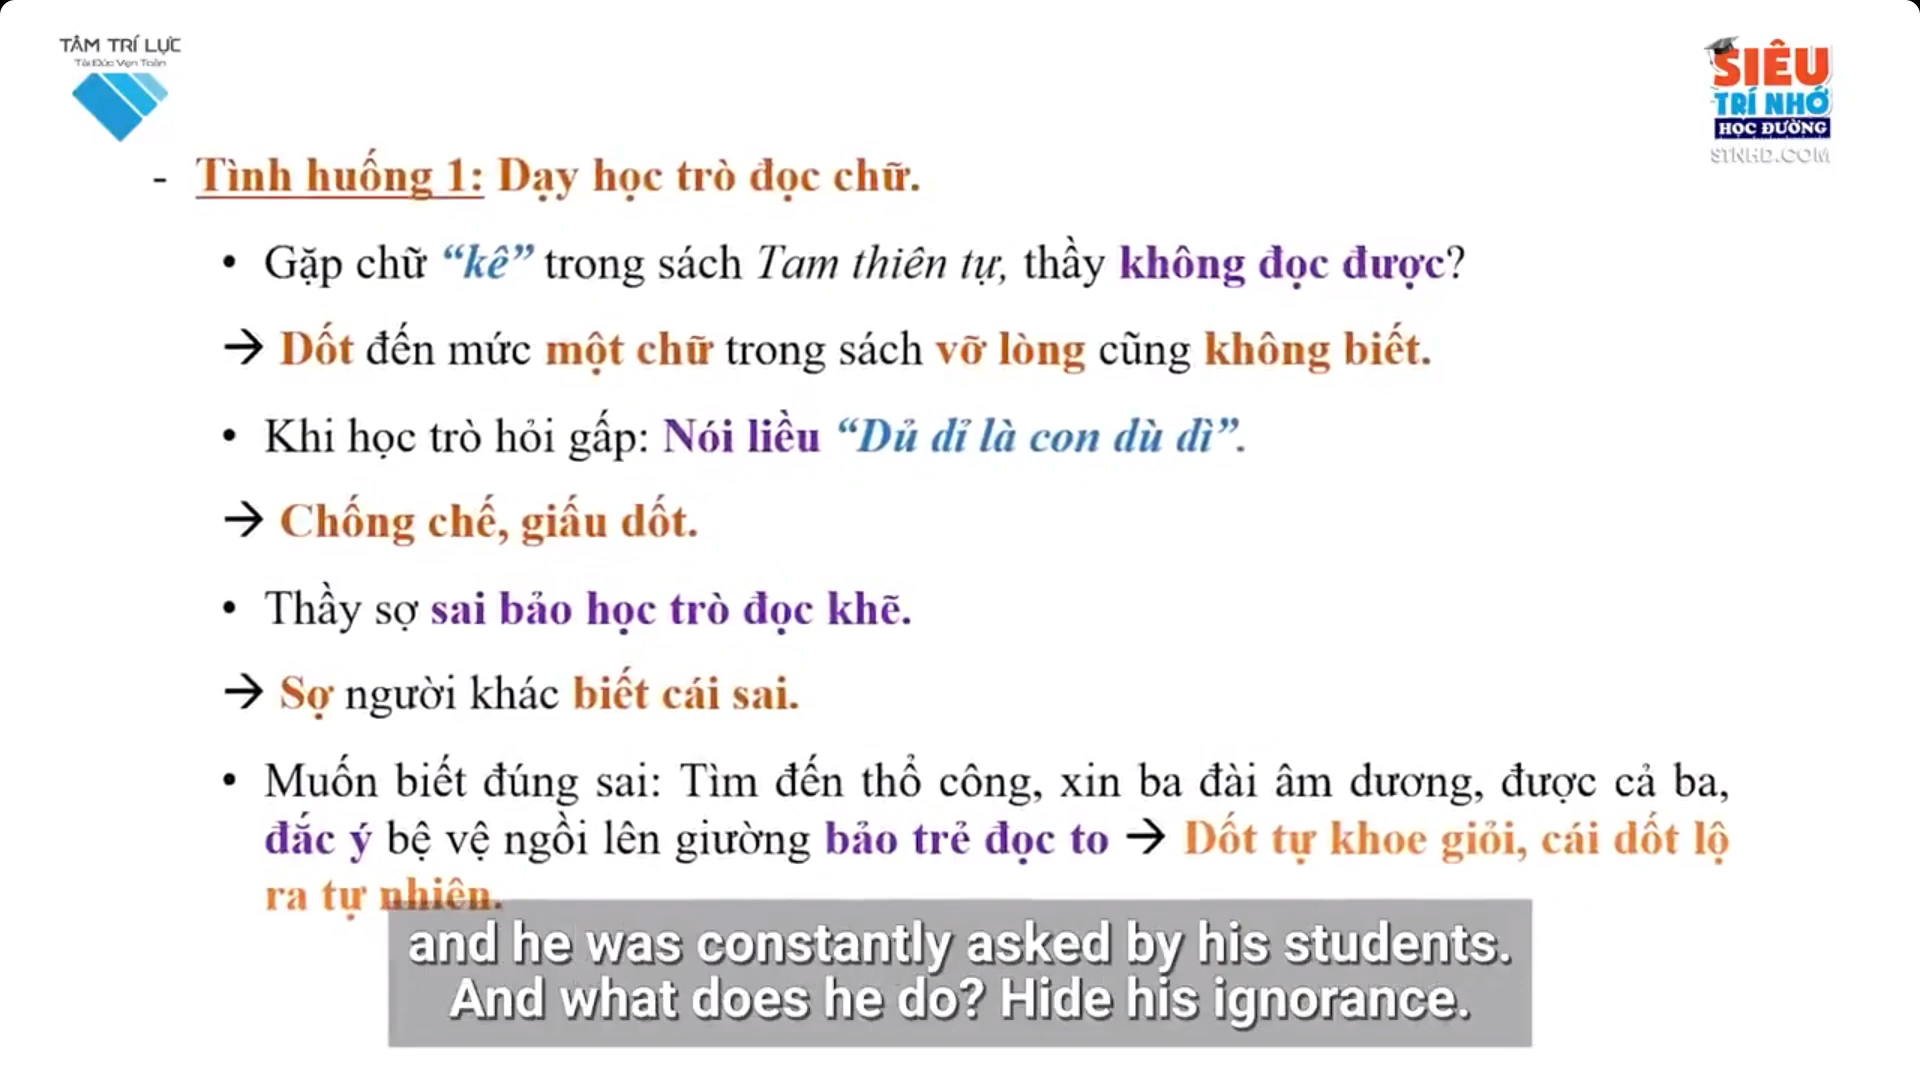 TÂM TRÍ LỰC
Tài Đức Vẹn Toàn
SIÊU
TRÍ NHỚ
HỌC ĐƯỜNG
STNHD.COM
- Tình huống 1: Dạy học trò đọc chữ.
• Gặp chữ “kê” trong sách Tam thiên tự, thầy không đọc được?
→ Dốt đến mức một chữ trong sách vỡ lòng cũng không biết.
• Khi học trò hỏi gấp: Nói liều “Dủ dỉ là con dù dì”.
→ Chống chế, giấu dốt.
• Thầy sợ sai bảo học trò đọc khẽ.
→ Sợ người khác biết cái sai.
• Muốn biết đúng sai: Tìm đến thổ công, xin ba đài âm dương, được cả ba,
đắc ý bệ vệ ngồi lên giường bảo trẻ đọc to → Dốt tự khoe giỏi, cái dốt lộ
ra tự nhiên.
and he was constantly asked by his students.
And what does he do? Hide his ignorance.